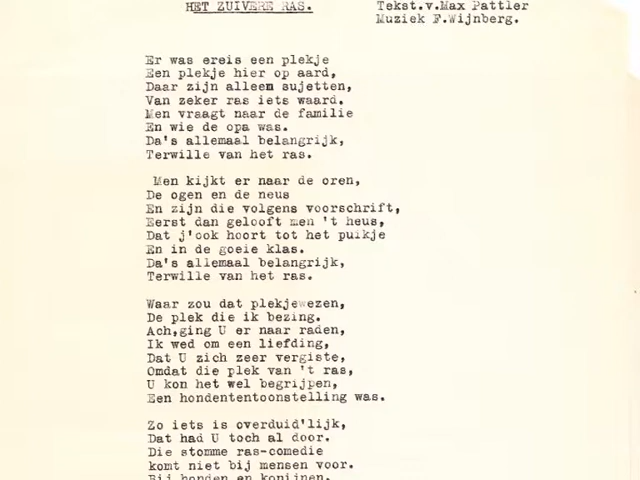 HET ZUIVERE RAS.
Tekst.v.Max Pattler
Muziek F.Wijnberg.
Er was ereis een plekje
Een plekje hier op aard,
Daar zijn alleen sujetten,
Van zeker ras iets waard.
Men vraagt naar de familie
En wie de opa was.
Da's allemaal belangrijk,
Terwille van het ras.
Men kijkt er naar de oren,
De ogen en de neus
En zijn die volgens voorschrift,
Eerst dan gelooft men 't heus,
Dat j'ook hoort tot het puikje
En in de goeie klas.
Da's allemaal belangrijk,
Terwille van het ras.
Waar zou dat plekje wezen,
De plek die ik bezing.
Ach,ging U er naar raden,
Ik wed om een liefding,
Dat U zich zeer vergiste,
Omdat die plek van 't ras,
U kon het wel begrijpen,
Een hondententoonstelling was.
Zo iets is overduid'lijk,
Dat had U toch al door.
Die stomme ras-comedie
komt niet bij mensen voor.
Bij honden en konijnen.